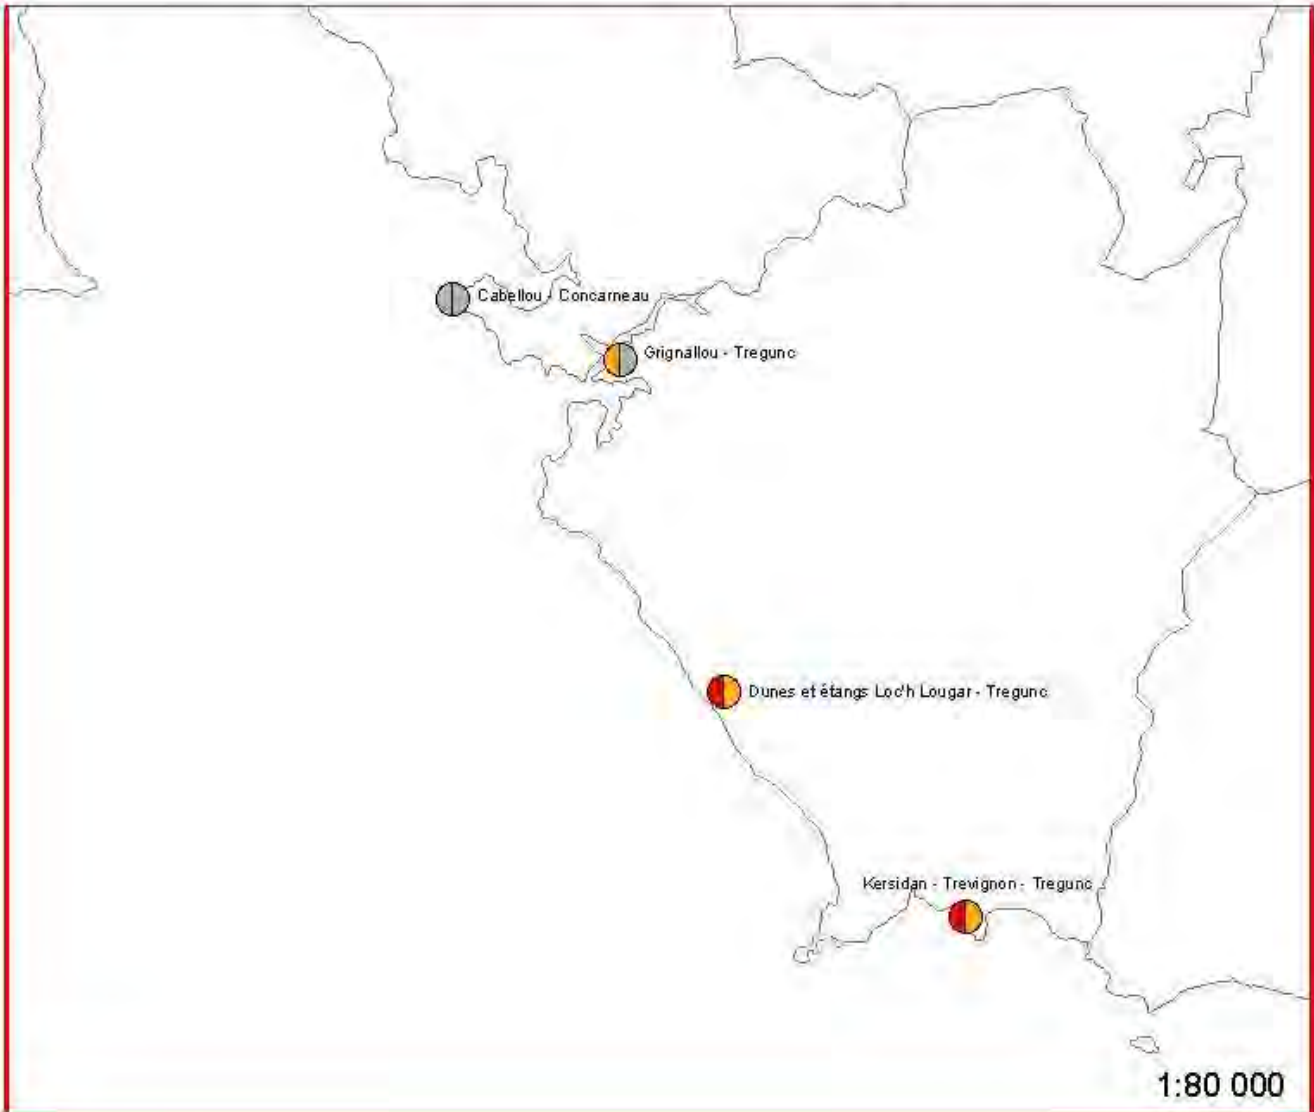 Cabellou - Concarneau
Grignallou - Tregunc
Dunes et étangs Loc'h Lougar - Tregunc
Kersidan - Trevignon - Tregunc
1:80 000